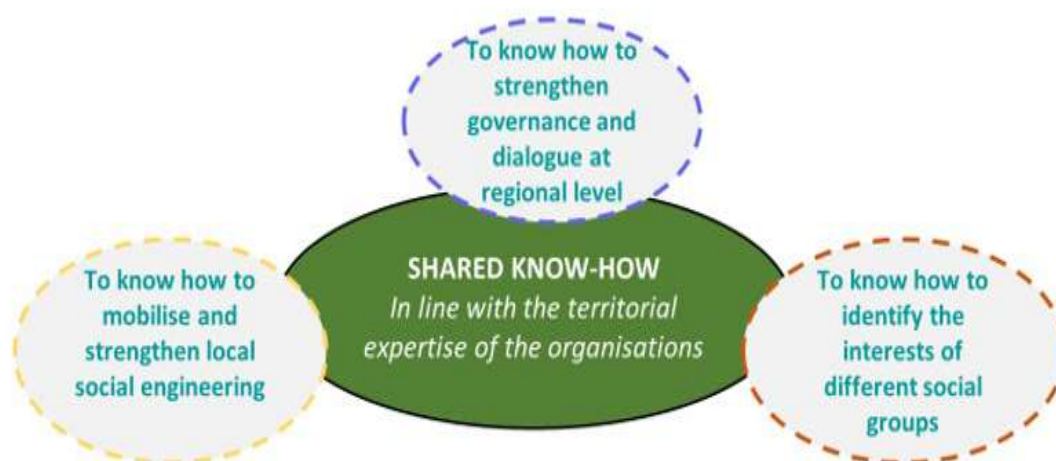 To know how to
strengthen
governance and
dialogue at
regional level
SHARED KNOW-HOW
In line with the territorial
expertise of the organisations
To know how to
mobilise and
strengthen local
social engineering
To know how to
identify the
interests of
different social
groups